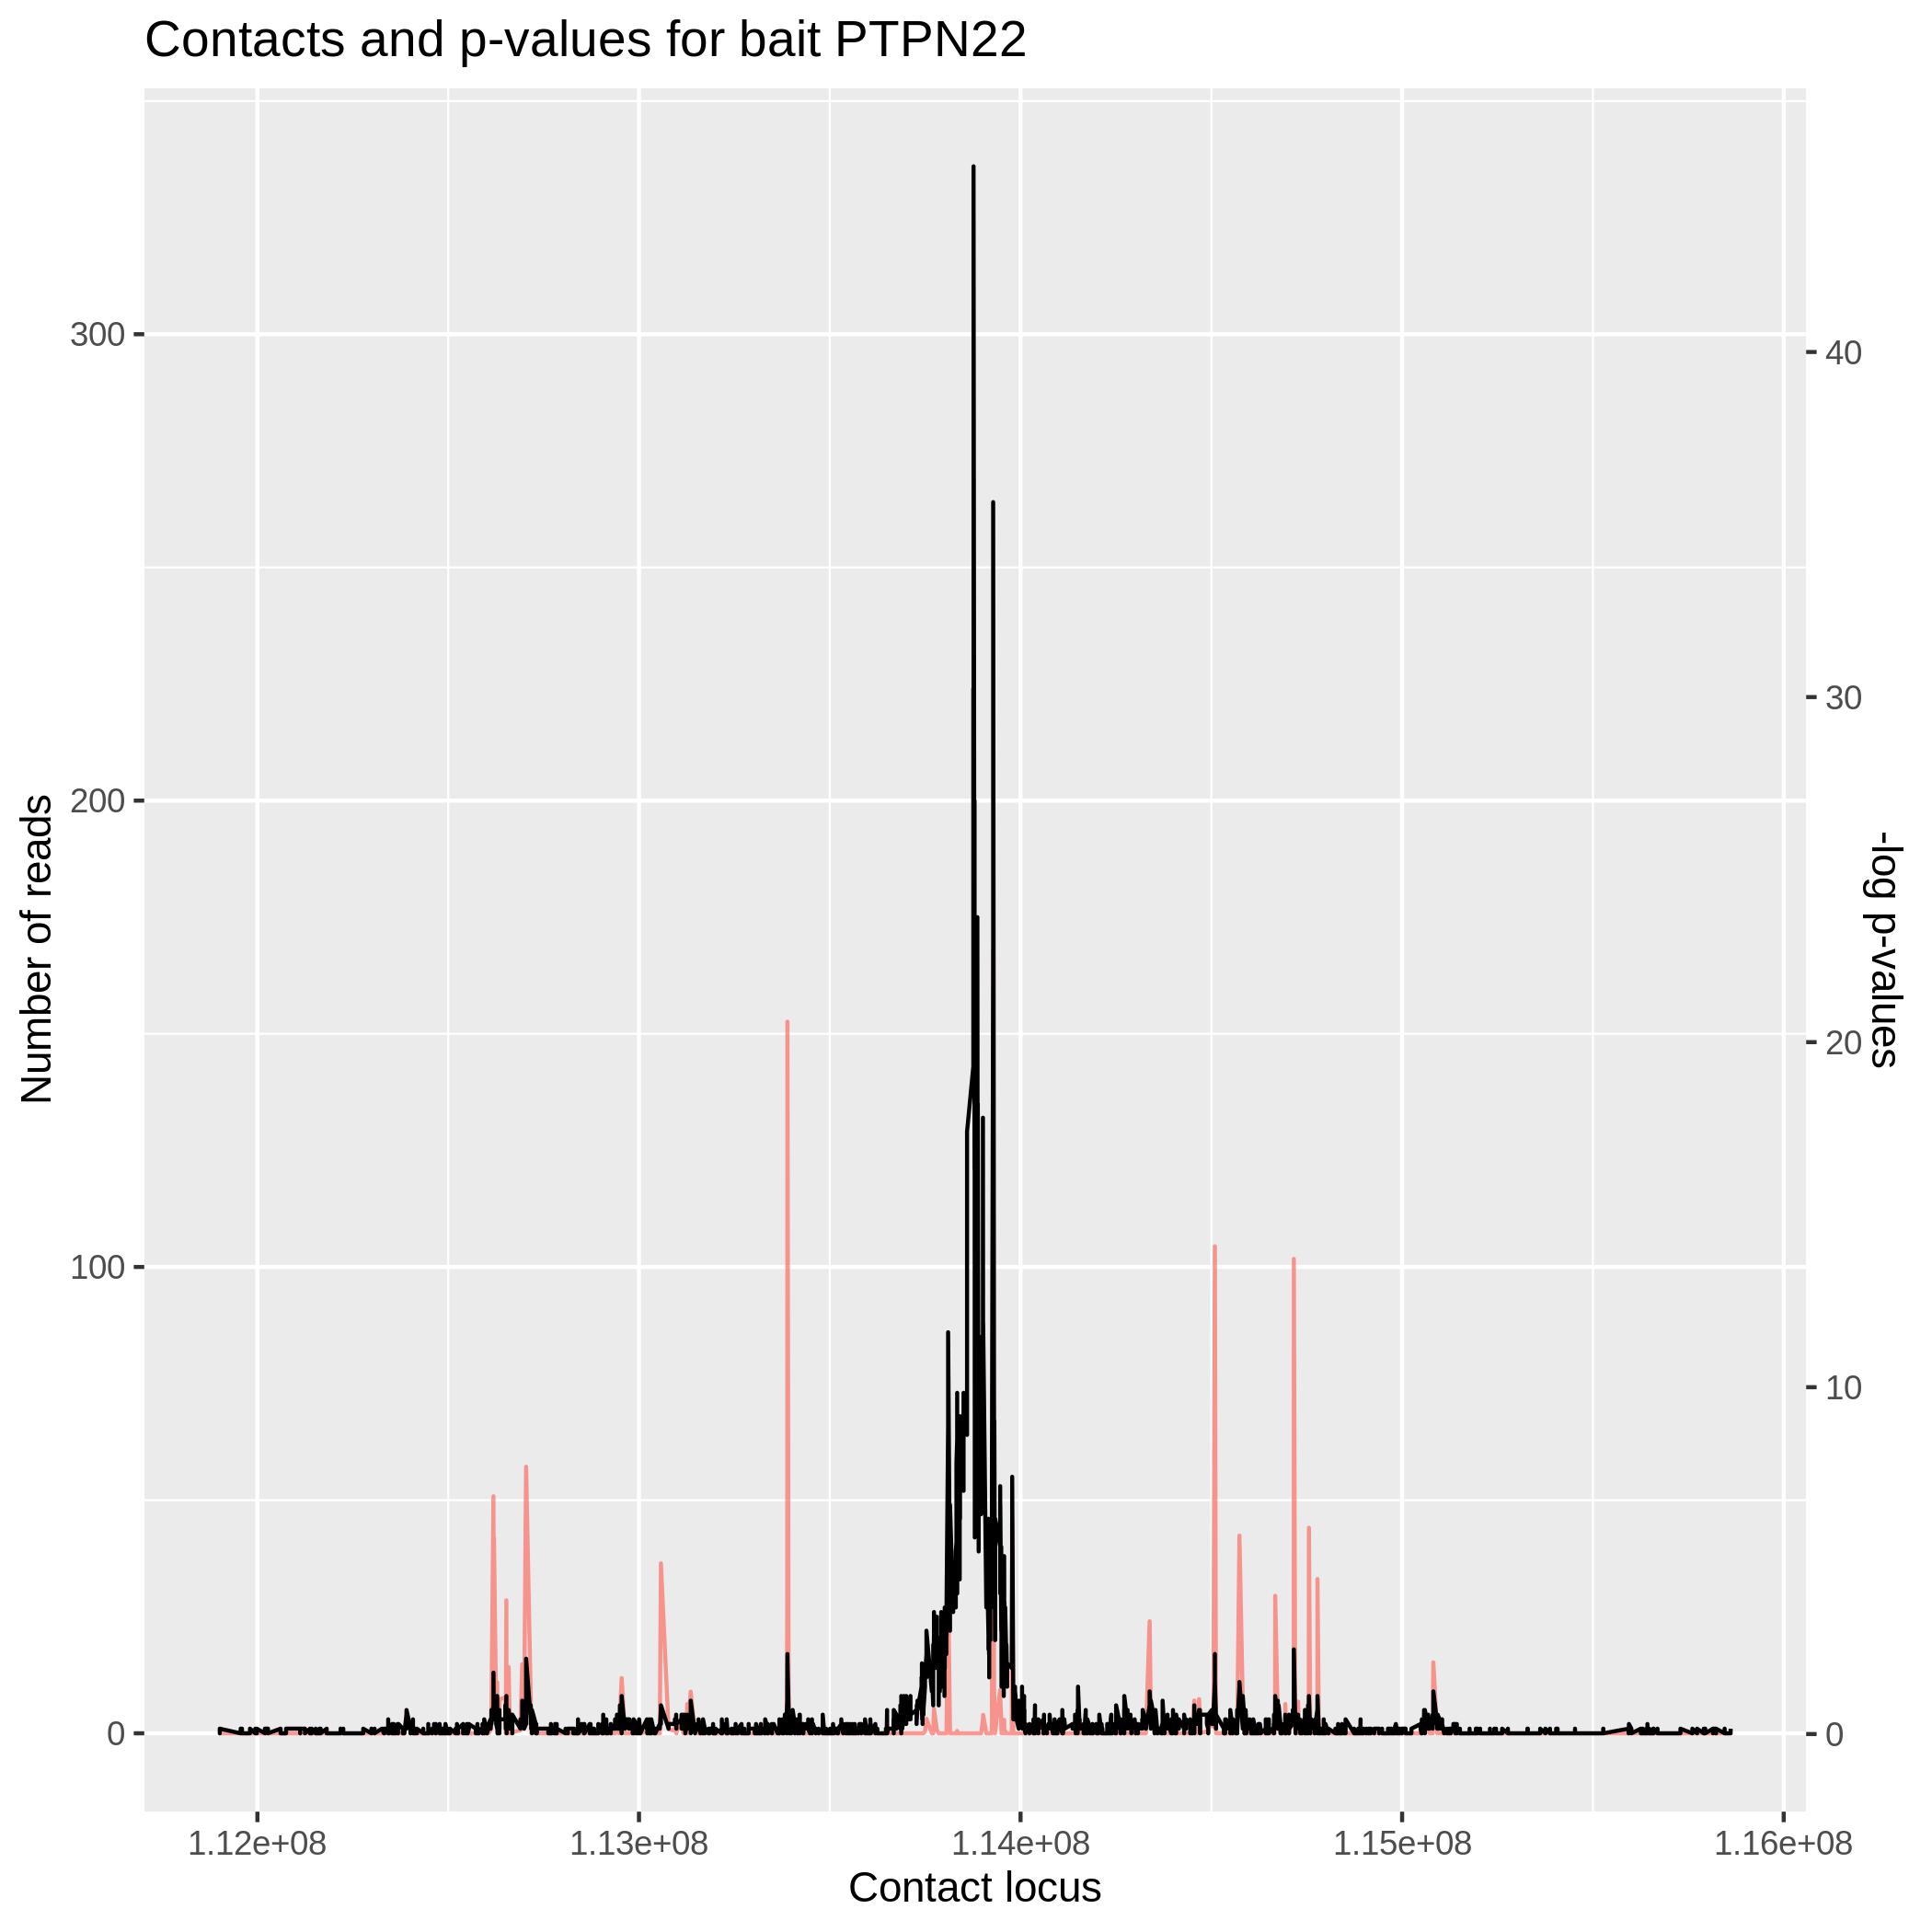 Contacts and p-values for bait PTPN22
Number of reads
300
200
100
0
40
30
20
10
0
-log p-values
1.12e+08 1.13e+08 1.14e+08 1.15e+08 1.16e+08
Contact locus